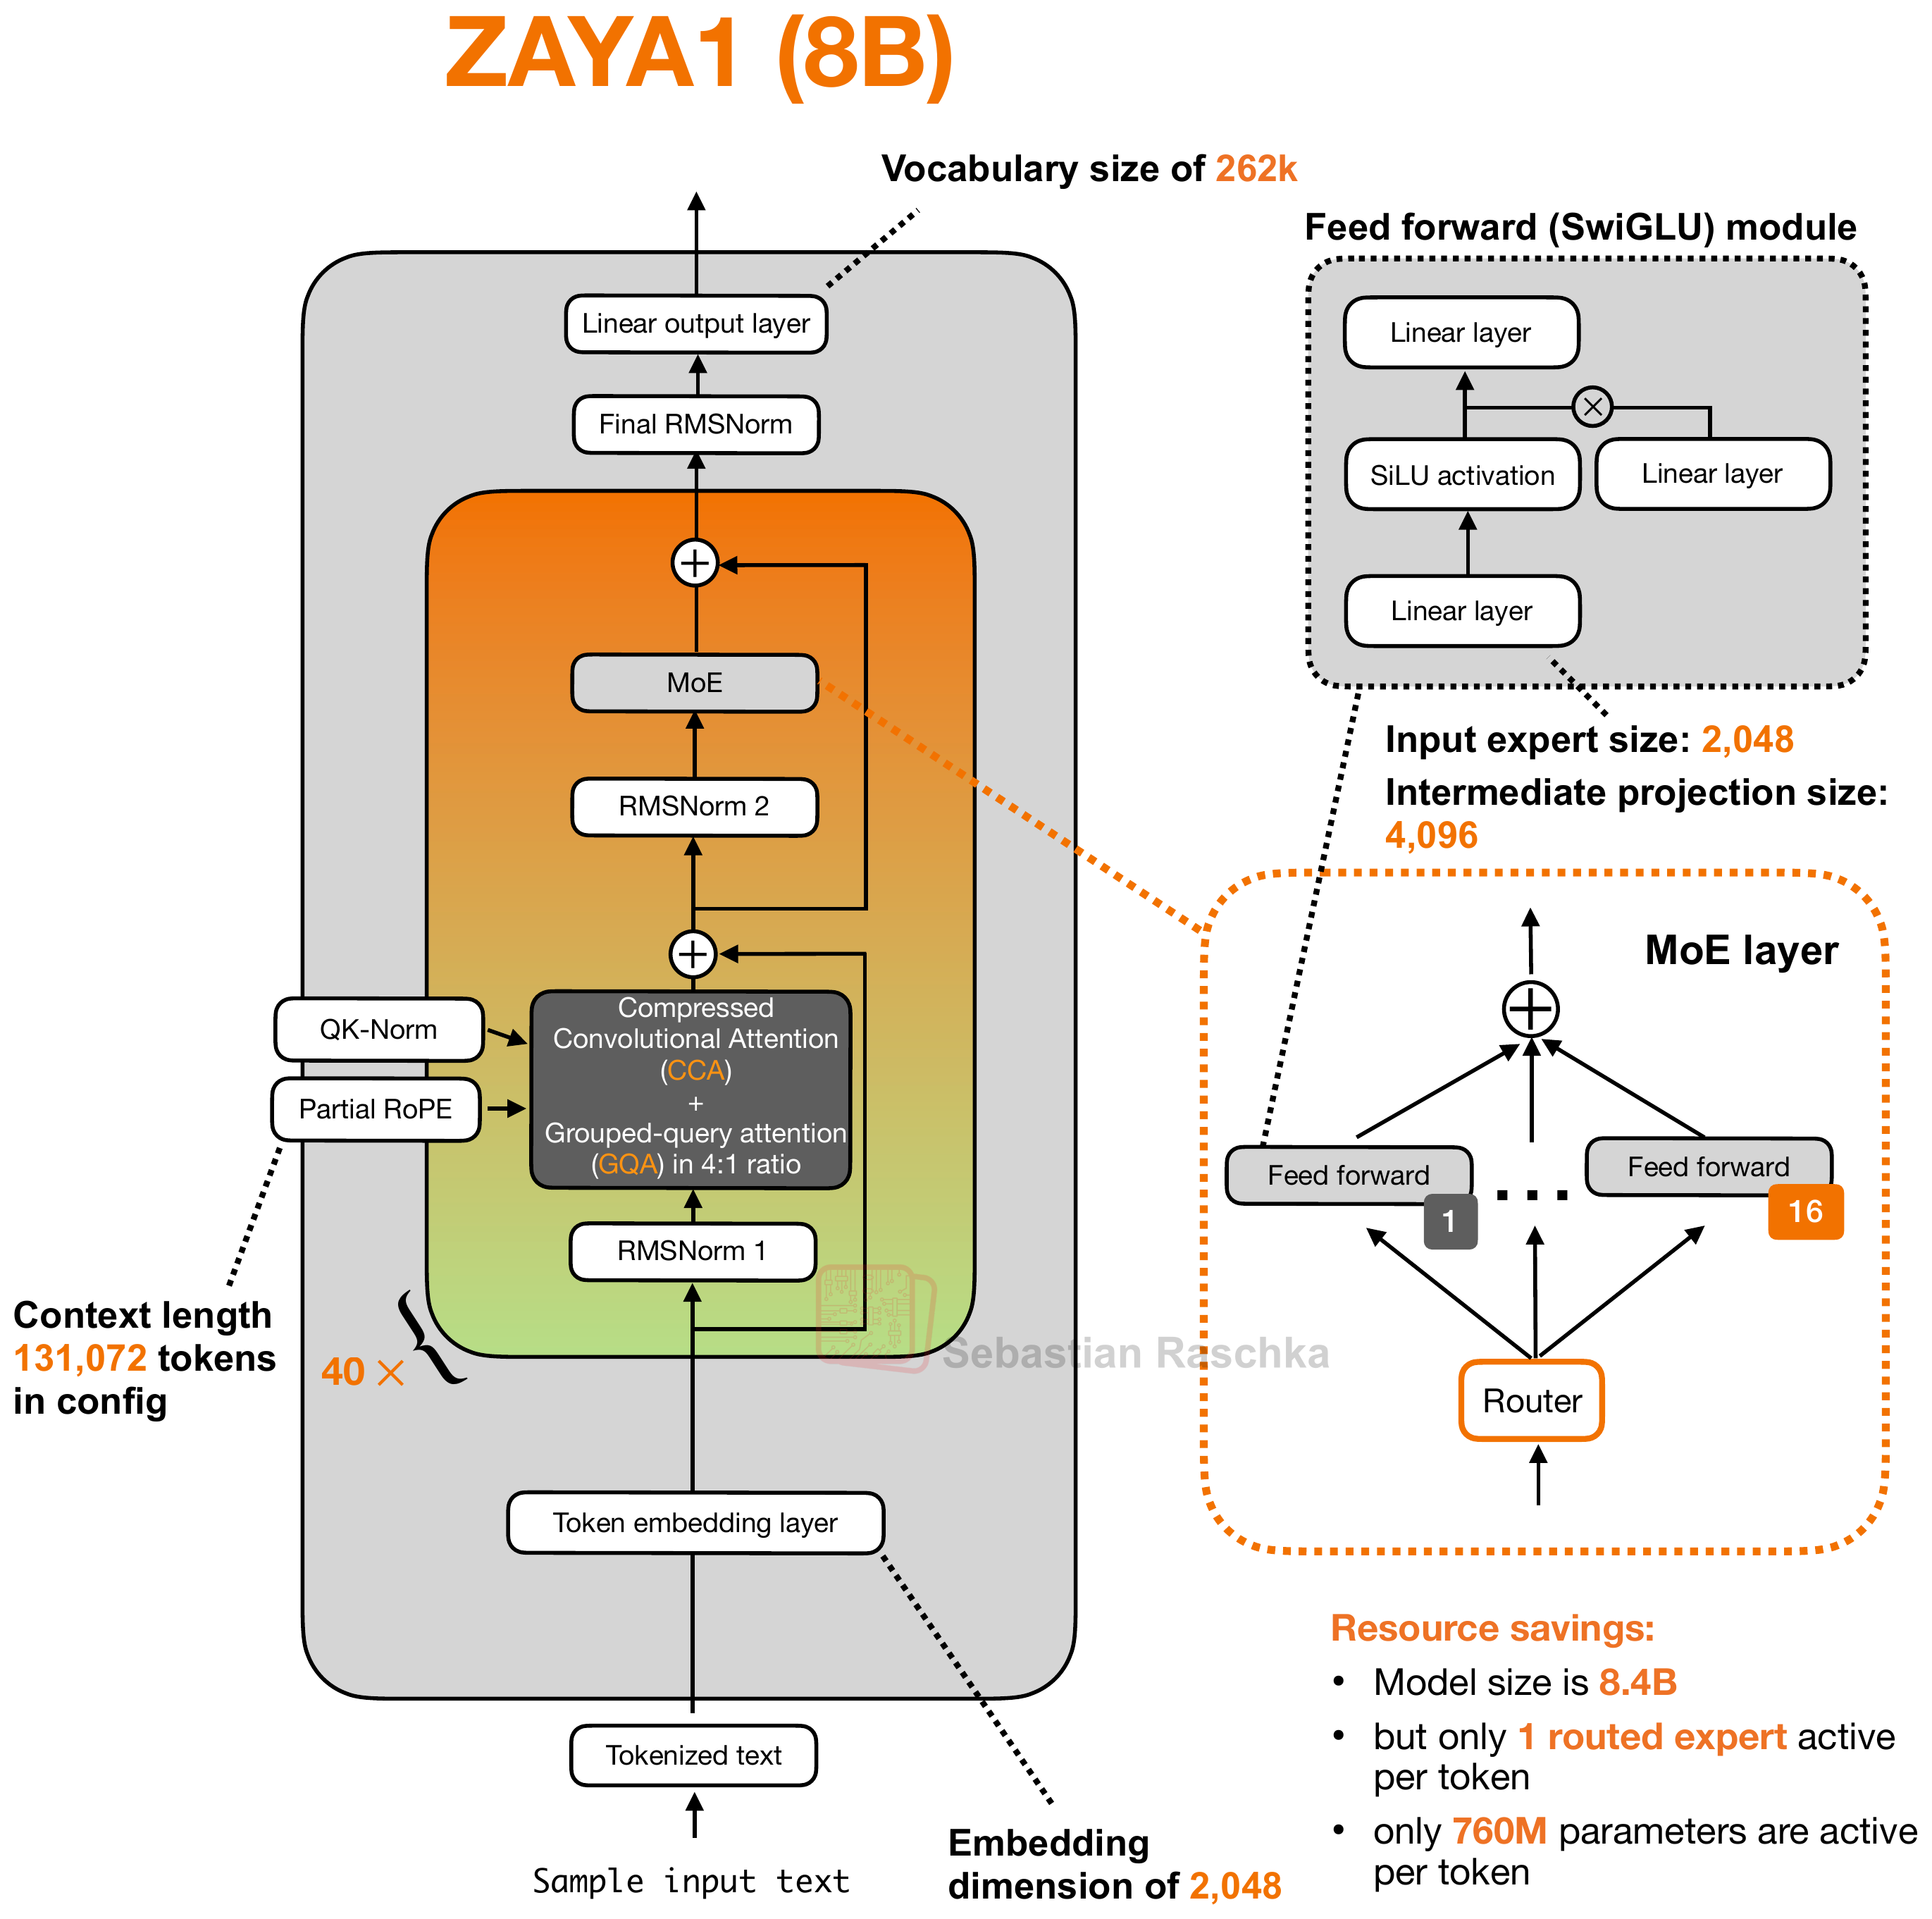 ZAYA1 (8B)
Vocabulary size of 262k
Linear output layer
Final RMSNorm
MoE
RMSNorm 2
QK-Norm
Partial RoPE
Compressed
Convolutional Attention
(CCA)
+
Grouped-query attention
(GQA) in 4:1 ratio
RMSNorm 1
Context length
131,072 tokens
in config
40 ×
Sebastian Raschka
Token embedding layer
Tokenized text
Sample input text
Embedding
dimension of 2,048
Feed forward (SwiGLU) module
Linear layer
SiLU activation
Linear layer
Linear layer
Input expert size: 2,048
Intermediate projection size:
4,096
MoE layer
Feed forward
1
...
Feed forward
16
Router
Resource savings:
• Model size is 8.4B
• but only 1 routed expert active
per token
• only 760M parameters are active
per token